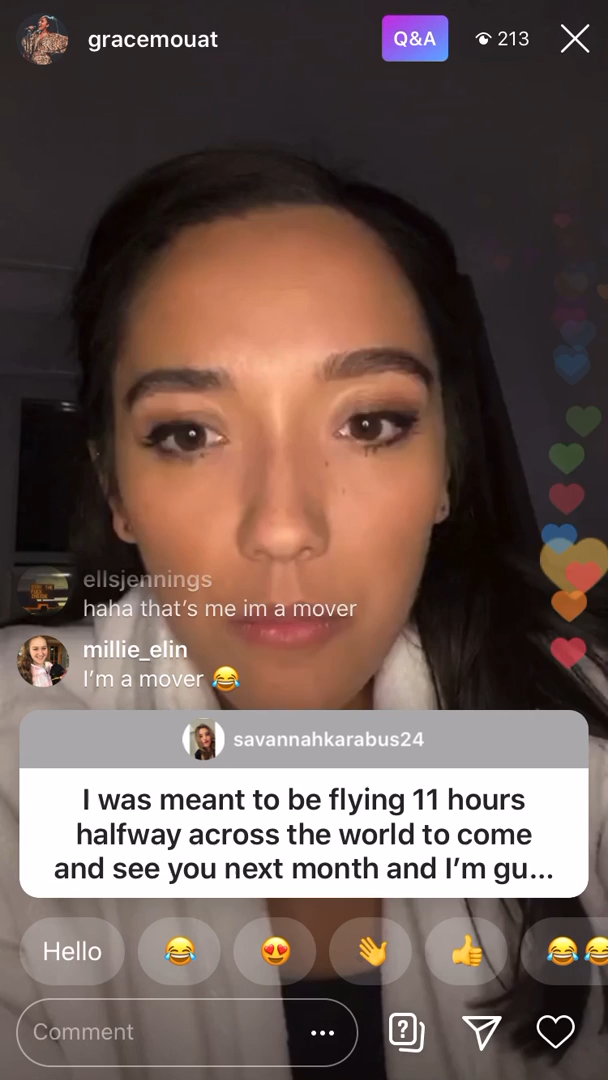 gracemouat
Q&A
213
ellsjennings
haha that’s me im a mover
millie_elin
I’m a mover 😂
savannahkarabus24
I was meant to be flying 11 hours
halfway across the world to come
and see you next month and I’m gu...
Hello
Comment